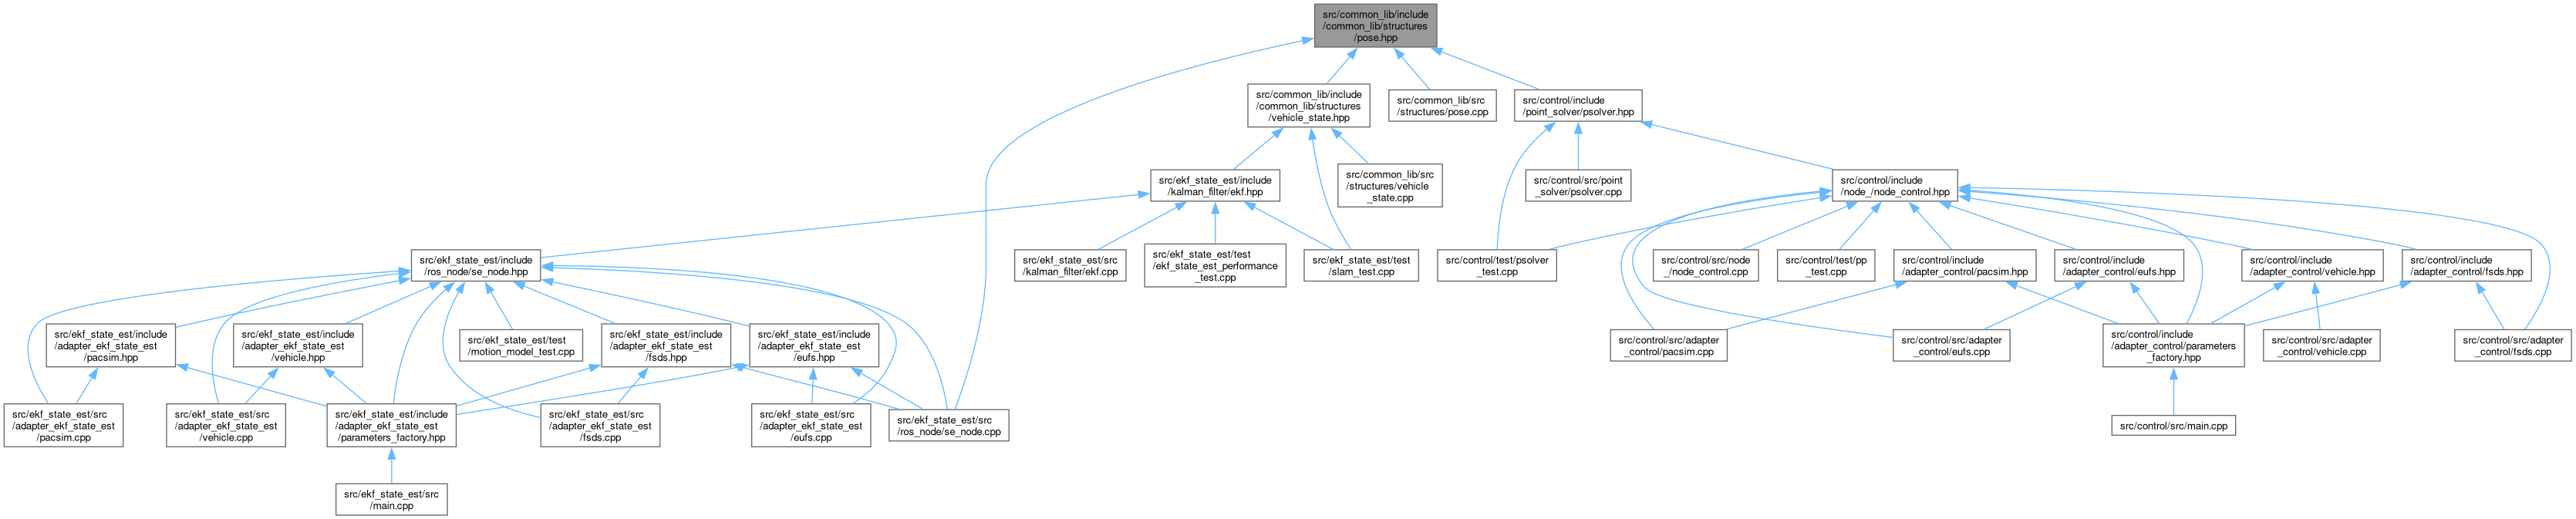 src/common_lib/include
/common_lib/structures
/pose.hpp
src/common_lib/include
/common_lib/structures
/vehicle_state.hpp
src/common_lib/src
/structures/pose.cpp
src/control/include
/point_solver/psolver.hpp
src/ekf_state_est/include
/kalman_filter/ekf.hpp
src/common_lib/src
/structures/vehicle
_state.cpp
src/control/src/point
_solver/psolver.cpp
src/control/include
/node_/node_control.hpp
src/ekf_state_est/include
/ros_node/se_node.hpp
src/ekf_state_est/src
/kalman_filter/ekf.cpp
src/ekf_state_est/test
/ekf_state_est_performance
_test.cpp
src/ekf_state_est/test
/slam_test.cpp
src/control/test/psolver
_test.cpp
src/control/src/node
_/node_control.cpp
src/control/test/pp
_test.cpp
src/control/include
/adapter_control/pacsim.hpp
src/control/include
/adapter_control/eufs.hpp
src/control/include
/adapter_control/vehicle.hpp
src/control/include
/adapter_control/fsds.hpp
src/ekf_state_est/include
/adapter_ekf_state_est
/pacsim.hpp
src/ekf_state_est/include
/adapter_ekf_state_est
/vehicle.hpp
src/ekf_state_est/test
/motion_model_test.cpp
src/ekf_state_est/include
/adapter_ekf_state_est
/fsds.hpp
src/ekf_state_est/include
/adapter_ekf_state_est
/eufs.hpp
src/control/src/adapter
_control/pacsim.cpp
src/control/src/adapter
_control/eufs.cpp
src/control/include
/adapter_control/parameters
_factory.hpp
src/control/src/adapter
_control/vehicle.cpp
src/control/src/adapter
_control/fsds.cpp
src/ekf_state_est/src
/adapter_ekf_state_est
/pacsim.cpp
src/ekf_state_est/src
/adapter_ekf_state_est
/vehicle.cpp
src/ekf_state_est/include
/adapter_ekf_state_est
/parameters_factory.hpp
src/ekf_state_est/src
/adapter_ekf_state_est
/fsds.cpp
src/ekf_state_est/src
/adapter_ekf_state_est
/eufs.cpp
src/ekf_state_est/src
/ros_node/se_node.cpp
src/control/src/main.cpp
src/ekf_state_est/src
/main.cpp